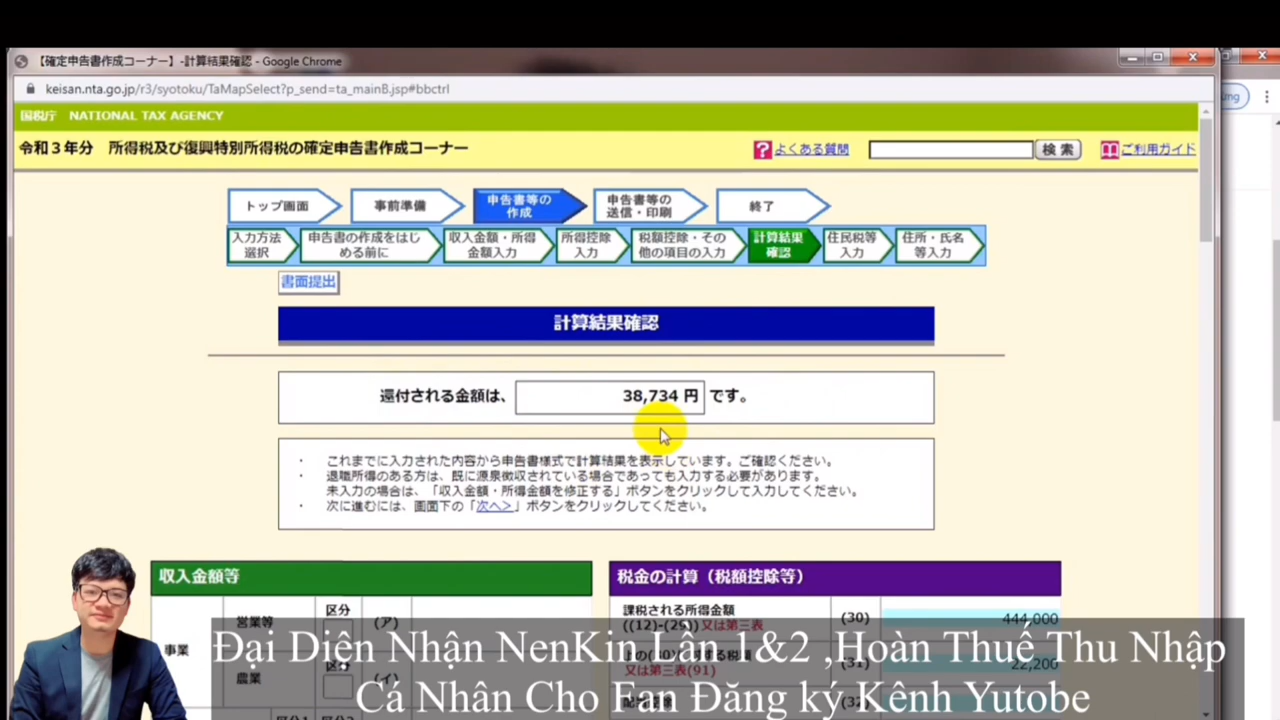 【確定申告書作成コーナー】-計算結果確認 - Google Chrome
keisan.nta.go.jp/r3/syotoku/TaMapSelect?p_send=ta_mainB.jsp#bbctrl
国税庁 NATIONAL TAX AGENCY
令和３年分 所得税及び復興特別所得税の確定申告書作成コーナー
? よくある質問
検 索
ご利用ガイド
トップ画面
事前準備
申告書等の
作成
申告書等の
送信・印刷
終了
入力方法
選択
申告書の作成をはじ
める前に
収入金額・所得
金額入力
所得控除
入力
税額控除・その
他の項目の入力
計算結果
確認
住民税等
入力
住所・氏名
等入力
書面提出
計算結果確認
還付される金額は、 38,734 円 です。
・ これまでに入力された内容から申告書様式で計算結果を表示しています。ご確認ください。
・ 退職所得のある方は、既に源泉徴収されている場合であっても入力する必要があります。
未入力の場合は、「収入金額・所得金額を修正する」ボタンをクリックして入力してください。
・ 次に進むには、画面下の「次へ＞」ボタンをクリックしてください。
収入金額等
事業
営業等
区分
(ア)
農業
区分
(イ)
税金の計算（税額控除等）
課税される所得金額
((12)-(29))又は第三表
(30)
444,000
又は第三表(91)
(31)
22,200
Đại Diện Nhận NenKin Lần 1&2 ,Hoàn Thuế Thu Nhập
Cá Nhân Cho Fan Đăng ký Kênh Yutobe